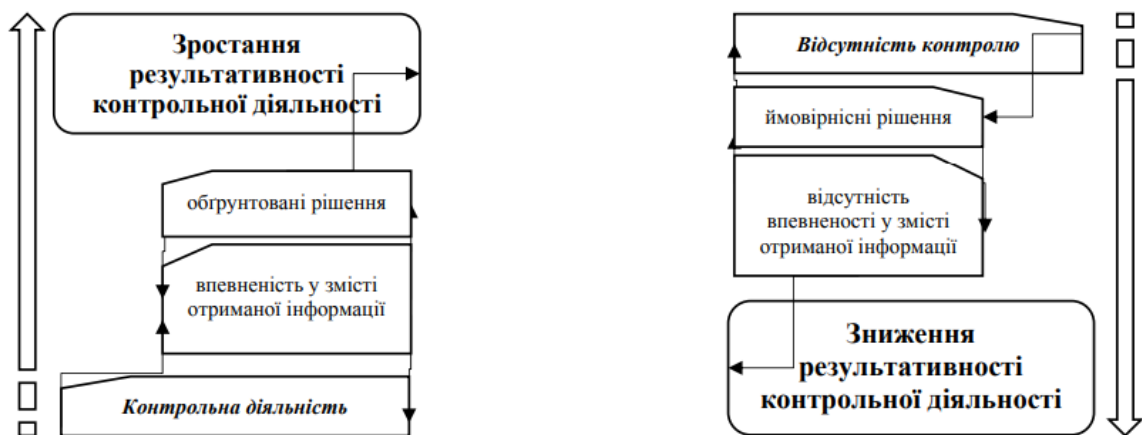 Зростання
результативності
контрольної діяльності
обґрунтовані рішення
впевненість у змісті
отриманої інформації
Контрольна діяльність
Відсутність контролю
ймовірнісні рішення
відсутність
впевненості у змісті
отриманої інформації
Зниження
результативності
контрольної діяльності